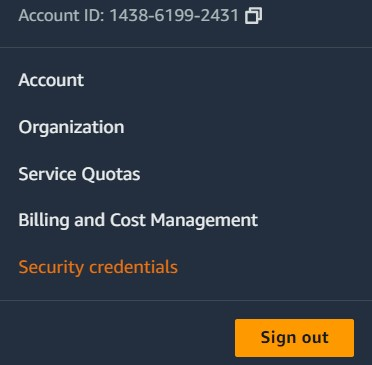 Account ID: 1438-6199-2431
Account
Organization
Service Quotas
Billing and Cost Management
Security credentials
Sign out